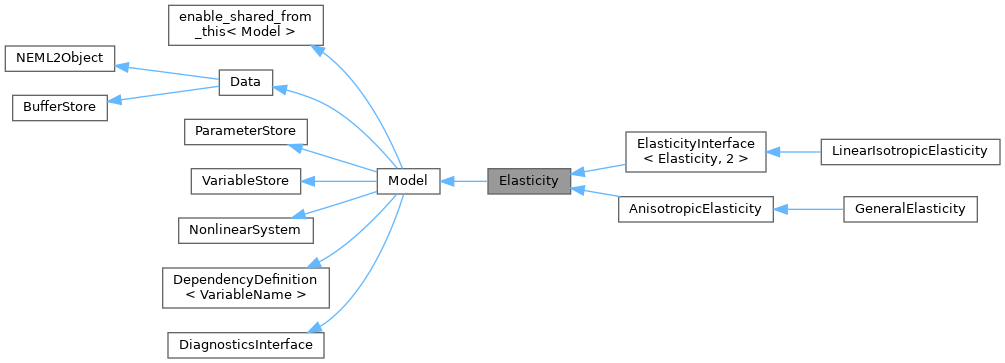 enable_shared_from
_this< Model >
NEML2Object
Data
BufferStore
ParameterStore
VariableStore
Model
NonlinearSystem
DependencyDefinition
< VariableName >
DiagnosticsInterface
Elasticity
ElasticityInterface
< Elasticity, 2 >
LinearIsotropicElasticity
AnisotropicElasticity
GeneralElasticity